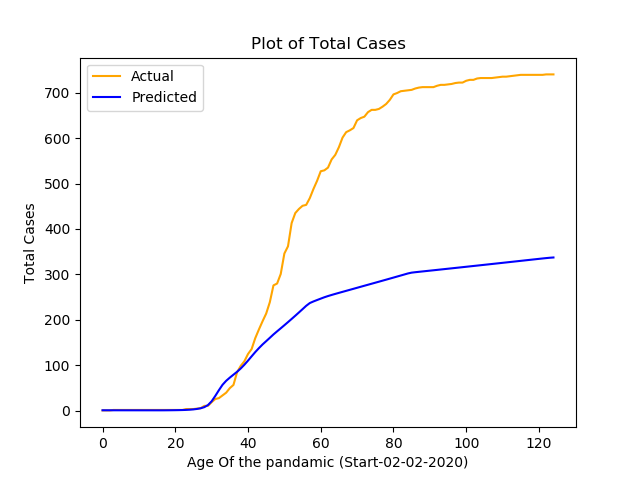 Plot of Total Cases
Actual
Predicted
700
600
500
400
300
200
100
0
Total Cases
0 20 40 60 80 100 120
Age Of the pandamic (Start-02-02-2020)